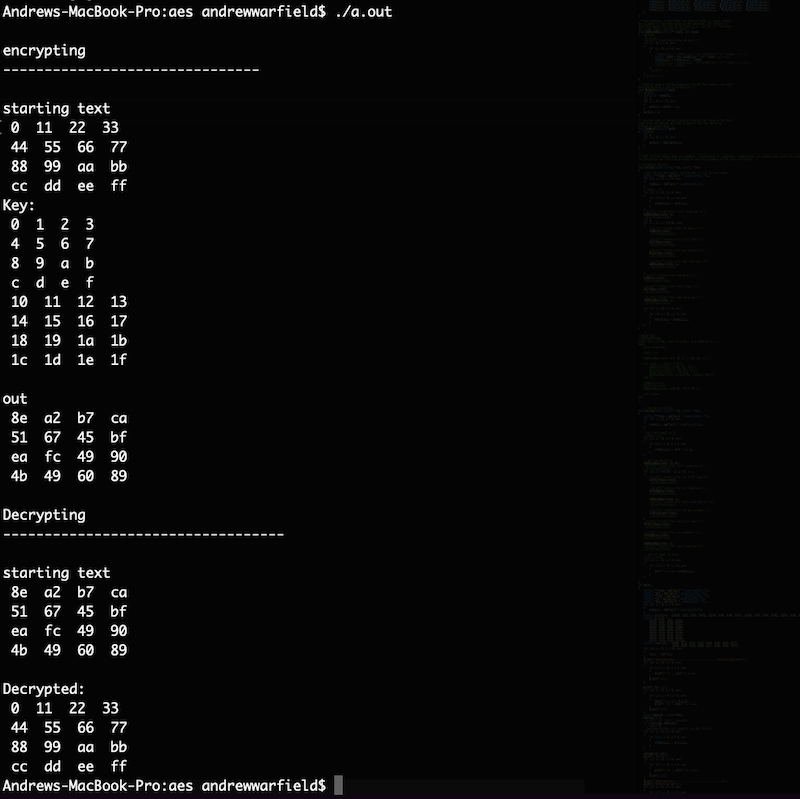 Andrews-MacBook-Pro:aes andrewwarfield$ ./a.out
encrypting
-------------------------------
starting text
0 11 22 33
44 55 66 77
88 99 aa bb
cc dd ee ff
Key:
0 1 2 3
4 5 6 7
8 9 a b
c d e f
10 11 12 13
14 15 16 17
18 19 1a 1b
1c 1d 1e 1f
out
8e a2 b7 ca
51 67 45 bf
ea fc 49 90
4b 49 60 89
Decrypting
----------------------------------
starting text
8e a2 b7 ca
51 67 45 bf
ea fc 49 90
4b 49 60 89
Decrypted:
0 11 22 33
44 55 66 77
88 99 aa bb
cc dd ee ff
Andrews-MacBook-Pro:aes andrewwarfield$